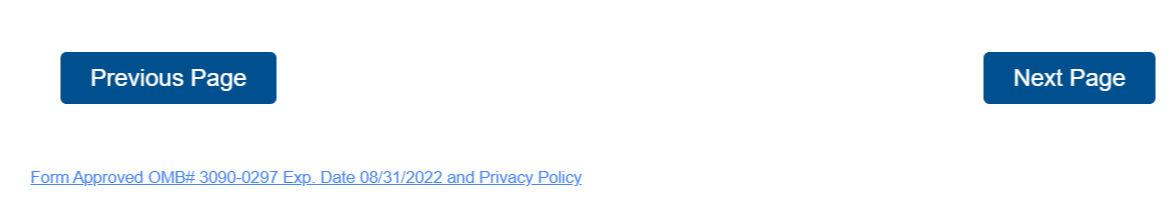 Previous Page
Next Page
Form Approved OMB# 3090-0297 Exp. Date 08/31/2022 and Privacy Policy